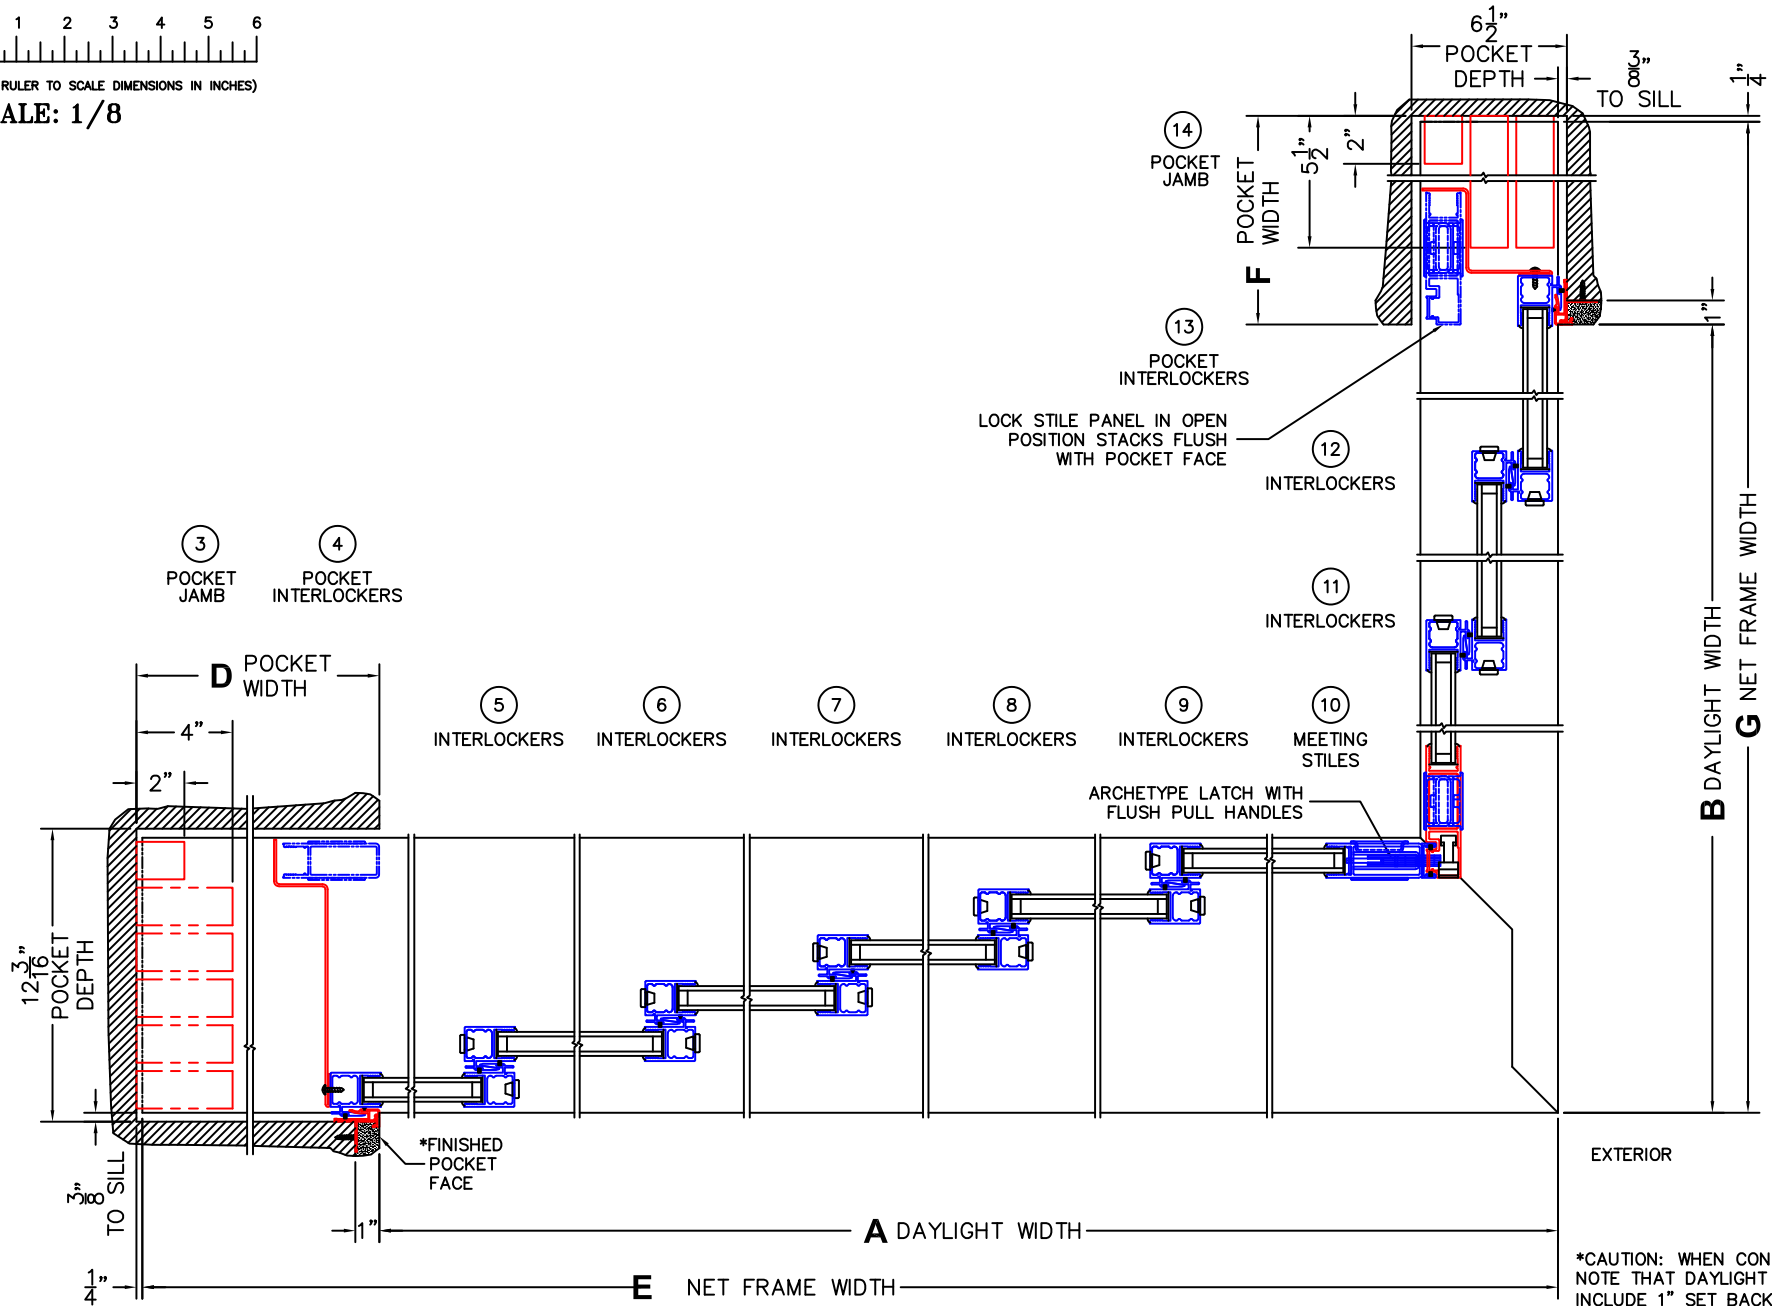 1 2 3 4 5 6
RULER TO SCALE DIMENSIONS IN INCHES)
ALE: 1/8
6 1/2"
POCKET
DEPTH
3/8"
TO SILL
1/4"
14
POCKET
JAMB
F POCKET
WIDTH
5 1/2"
2"
1"
13
POCKET
INTERLOCKERS
LOCK STILE PANEL IN OPEN
POSITION STACKS FLUSH
WITH POCKET FACE
12
INTERLOCKERS
11
INTERLOCKERS
B DAYLIGHT WIDTH
G NET FRAME WIDTH
3
POCKET
JAMB
4
POCKET
INTERLOCKERS
D POCKET
WIDTH
4"
2"
5
INTERLOCKERS
6
INTERLOCKERS
7
INTERLOCKERS
8
INTERLOCKERS
9
INTERLOCKERS
10
MEETING
STILES
ARCHETYPE LATCH WITH
FLUSH PULL HANDLES
12 3/16"
POCKET
DEPTH
3/8"
TO SILL
*FINISHED
POCKET
FACE
EXTERIOR
1"
A DAYLIGHT WIDTH
1/4"
E NET FRAME WIDTH
*CAUTION: WHEN CON
NOTE THAT DAYLIGHT
INCLUDE 1" SET BACK